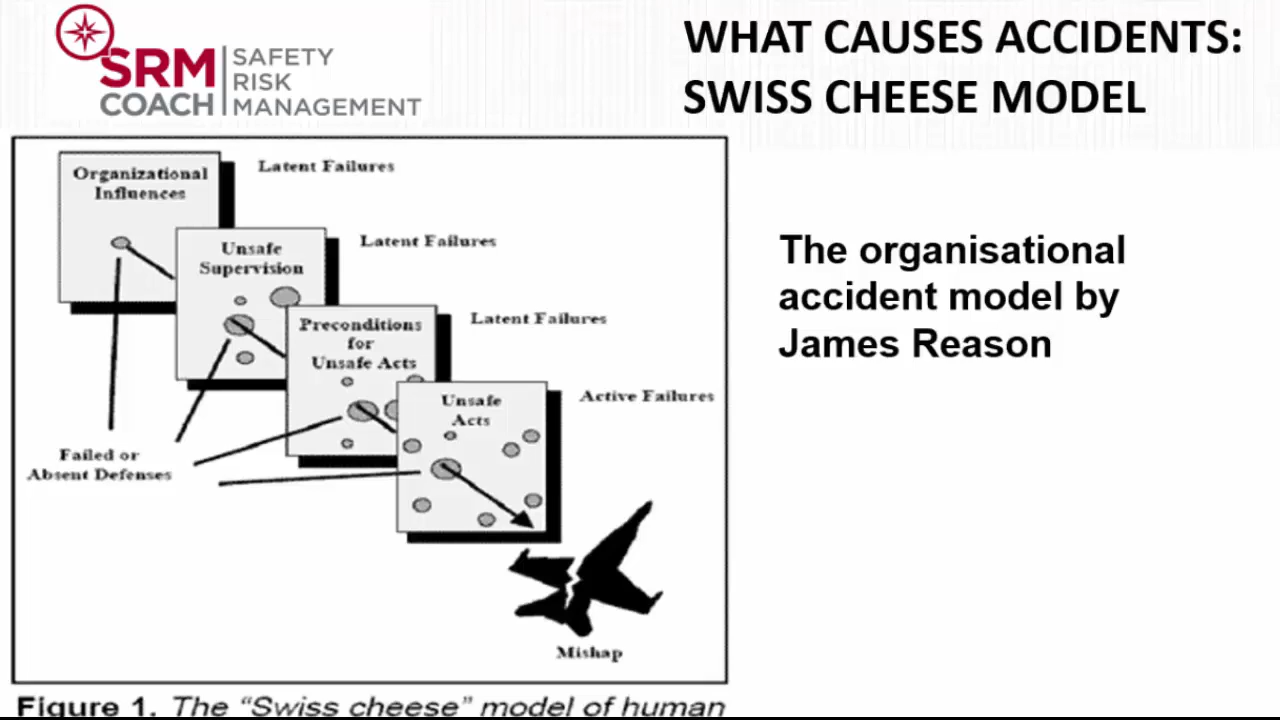 SRM
COACH
SAFETY
RISK
MANAGEMENT
WHAT CAUSES ACCIDENTS:
SWISS CHEESE MODEL
Organizational
Influences
Latent Failures
Unsafe
Supervision
Latent Failures
Preconditions
for
Unsafe Acts
Latent Failures
Unsafe
Acts
Active Failures
Failed or
Absent Defenses
Mishap
The organisational
accident model by
James Reason
Figure 1. The "Swiss cheese" model of human